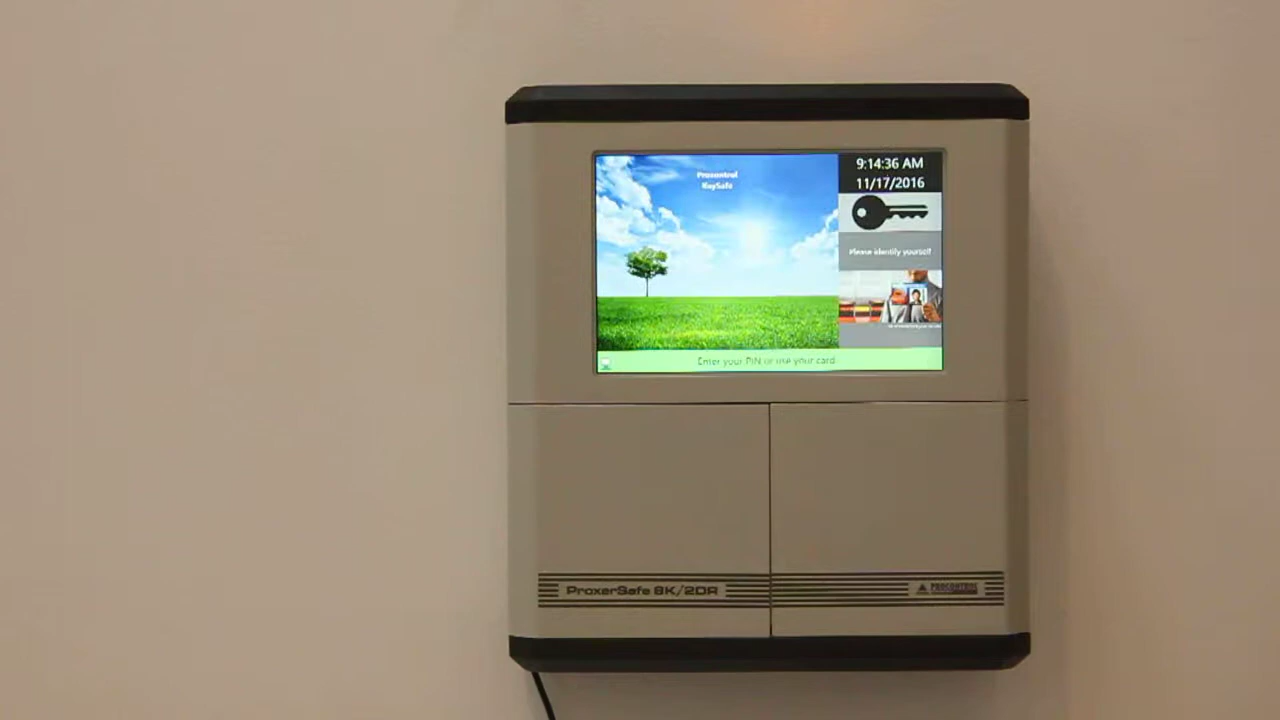 Procontrol
KeySafe
9:14:36 AM
11/17/2016
Please identify yourself
Enter your PIN or use your card
ProxerSafe 8K/2DR
PROCONTROL